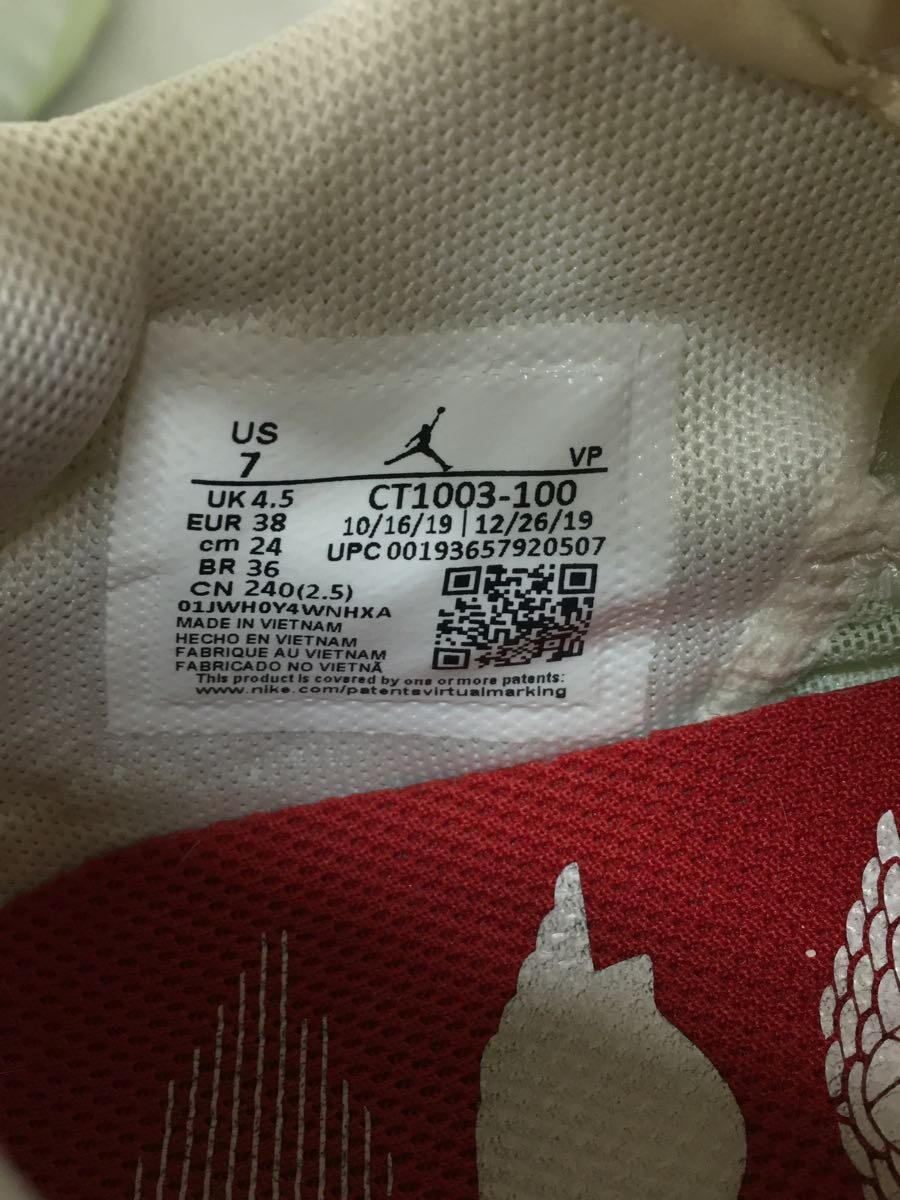 US
7
VP
UK 4.5
EUR 38
cm 24
BR 36
CN 240(2.5)
CT1003-100
10/16/19 | 12/26/19
UPC 00193657920507
01JWH0Y4WNHXA
MADE IN VIETNAM
HECHO EN VIETNAM
FABRIQUE AU VIETNAM
FABRICADO NO VIETNÃ
This product is covered by one or more patents:
www.nike.com/patentsvirtualmarking